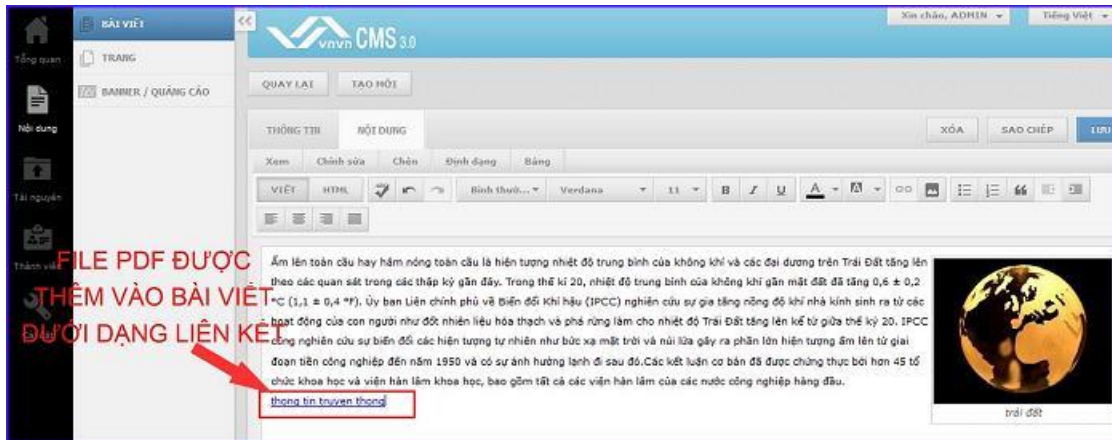 BÀI VIẾT
TRANG
BANNER / QUẢNG CÁO
Tổng quan
Nội dung
Tài nguyên
Thành viên
<<
vnvn CMS 3.0
Xin chào, ADMIN
Tiếng Việt
QUAY LẠI TẠO MỚI
THÔNG TIN NỘI DUNG
XÓA SAO CHÉP LƯU
Xem Chỉnh sửa Chèn Định dạng Bảng
VIẾT HTML Bình thườ... Verdana 11 B I U A A
FILE PDF ĐƯỢC
THÊM VÀO BÀI VIẾT
DƯỚI DẠNG LIÊN KẾT
Ấm lên toàn cầu hay hâm nóng toàn cầu là hiện tượng nhiệt độ trung bình của không khí và các đại dương trên Trái Đất tăng lên
theo các quan sát trong các thập kỷ gần đây. Trong thế kỉ 20, nhiệt độ trung bình của không khí gần mặt đất đã tăng 0,6 ± 0,2
°C (1,1 ± 0,4 °F). Ủy ban Liên chính phủ về Biến đổi Khí hậu (IPCC) nghiên cứu sự gia tăng nồng độ khí nhà kính sinh ra từ các
hoạt động của con người như đốt nhiên liệu hóa thạch và phá rừng làm cho nhiệt độ Trái Đất tăng lên kể từ giữa thế kỷ 20. IPCC
cũng nghiên cứu sự biến đổi các hiện tượng tự nhiên như bức xạ mặt trời và núi lửa gây ra phần lớn hiện tượng ấm lên từ giai
đoạn tiền công nghiệp đến năm 1950 và có sự ảnh hưởng lạnh đi sau đó.Các kết luận cơ bản đã được chứng thực bởi hơn 45 tổ
chức khoa học và viện hàn lâm khoa học, bao gồm tất cả các viện hàn lâm của các nước công nghiệp hàng đầu.
thong tin truyen thong
trái đất